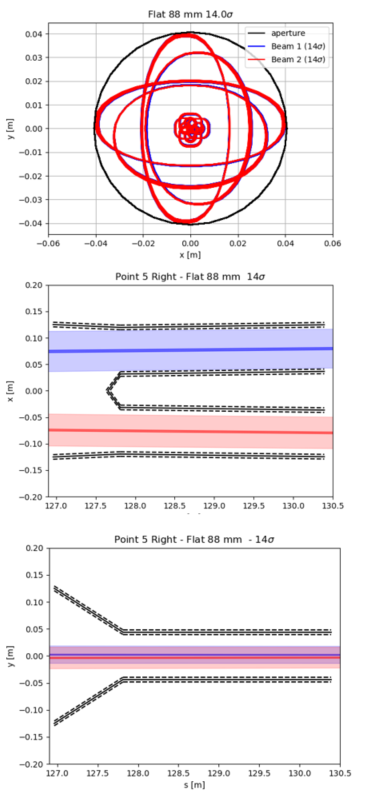 Flat 88 mm 14.0σ
aperture
Beam 1 (14σ)
Beam 2 (14σ)
0.04
0.03
0.02
0.01
0.00
−0.01
−0.02
−0.03
−0.04
y [m]
−0.06 −0.04 −0.02 0.00 0.02 0.04 0.06
x [m]
Point 5 Right - Flat 88 mm 14σ
0.20
0.15
0.10
0.05
0.00
−0.05
−0.10
−0.15
−0.20
x [m]
127.0 127.5 128.0 128.5 129.0 129.5 130.0 130.5
Point 5 Right - Flat 88 mm - 14σ
0.20
0.15
0.10
0.05
0.00
−0.05
−0.10
−0.15
−0.20
y [m]
127.0 127.5 128.0 128.5 129.0 129.5 130.0 130.5
s [m]